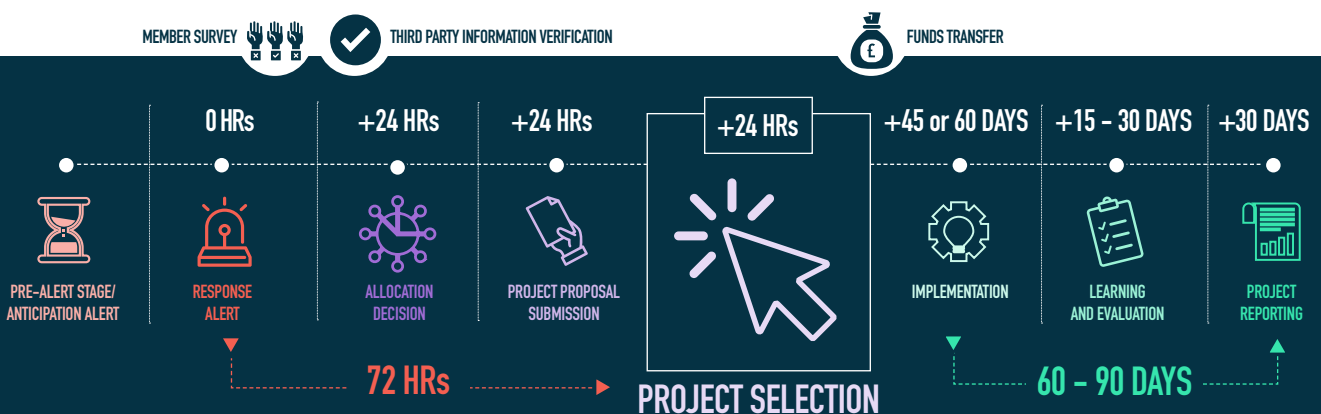 MEMBER SURVEY
THIRD PARTY INFORMATION VERIFICATION
£
FUNDS TRANSFER
0 HRs
+24 HRs
+24 HRs
+24 HRs
+45 or 60 DAYS
+15 - 30 DAYS
+30 DAYS
PRE-ALERT STAGE/
ANTICIPATION ALERT
RESPONSE
ALERT
ALLOCATION
DECISION
PROJECT PROPOSAL
SUBMISSION
IMPLEMENTATION
LEARNING
AND EVALUATION
PROJECT
REPORTING
72 HRs
PROJECT SELECTION
60 - 90 DAYS